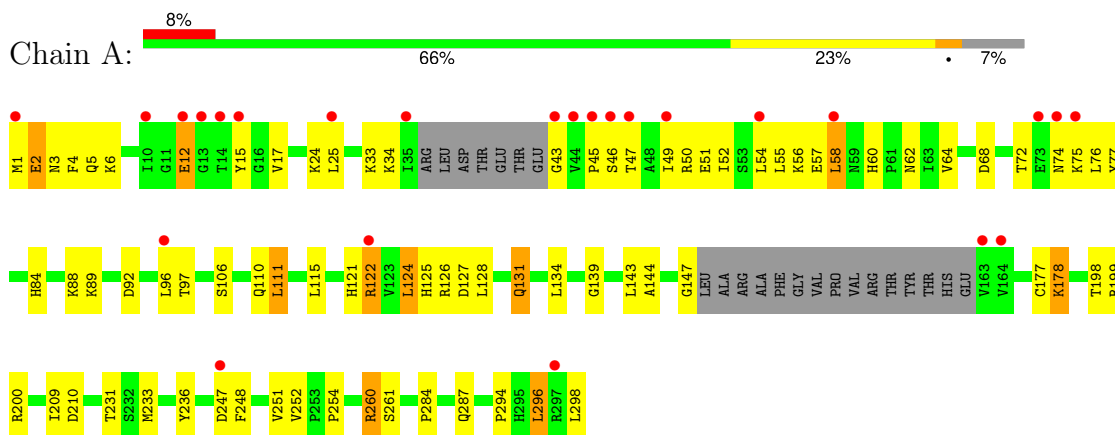 8%
Chain A:
66% 23% • 7%
M1 E2 N3 F4 Q5 K6 I10 G11 E12 G13 T14 Y15 G16 V17 K24 L25 K33 K34 I35 ARG LEU ASP THR GLU THR GLU G43 V44 P45 S46 T47 A48 I49 R50 E51 I52 S53 L54 L55 K56 E57 L58 N59 H60 P61 N62 I63 V64 D68 T72 E73 N74 K75 L76 Y77
H84 K88 K89 D92 L96 T97 S106 Q110 L111 L115 H121 R122 V123 L124 H125 R126 D127 L128 Q131 L134 G139 L143 A144 G147 LEU ALA ARG ALA PHE GLY VAL PRO VAL ARG THR TYR THR HIS GLU V163 V164 C177 K178 T198 R199
R200 I209 D210 T231 S232 M233 Y236 D247 F248 V251 V252 P253 P254 R260 S261 P284 Q287 P294 H295 L296 R297 L298